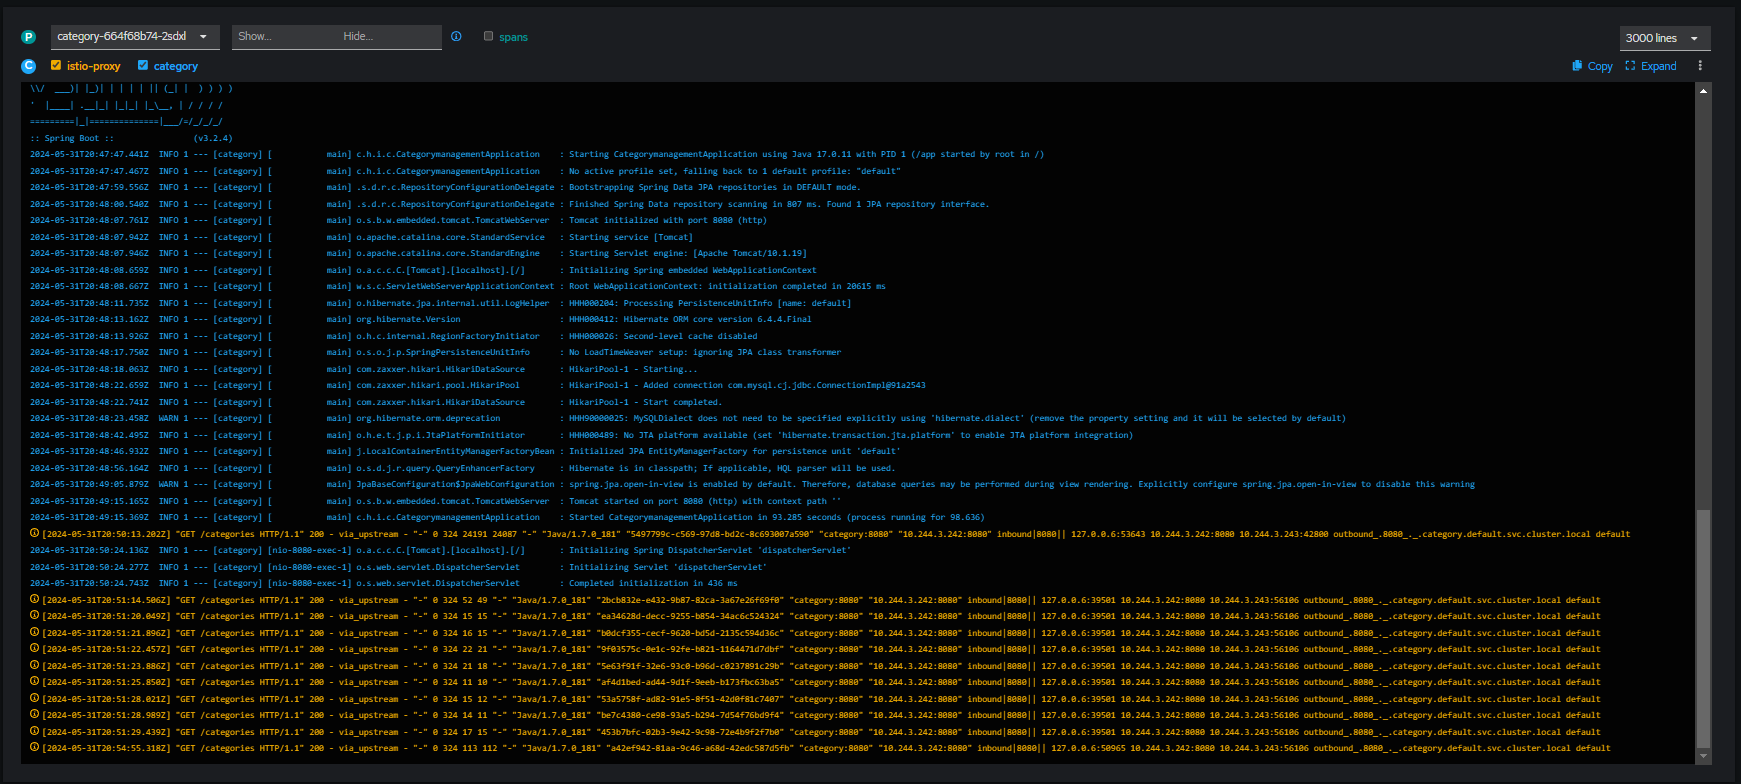 P category-664f68b74-2sdxl Show... Hide... spans 3000 lines
C istio-proxy category Copy Expand
\\/  ___)| |_)| | | | | || (_| |  ) ) ) )
'  |____| .__|_| |_|_| |_\__, | / / / /
=========|_|==============|___/=/_/_/_/
:: Spring Boot ::                (v3.2.4)
2024-05-31T20:47:47.441Z  INFO 1 --- [category] [           main] c.h.i.c.CategorymanagementApplication    : Starting CategorymanagementApplication using Java 17.0.11 with PID 1 (/app started by root in /)
2024-05-31T20:47:47.467Z  INFO 1 --- [category] [           main] c.h.i.c.CategorymanagementApplication    : No active profile set, falling back to 1 default profile: "default"
2024-05-31T20:47:59.556Z  INFO 1 --- [category] [           main] .s.d.r.c.RepositoryConfigurationDelegate : Bootstrapping Spring Data JPA repositories in DEFAULT mode.
2024-05-31T20:48:00.540Z  INFO 1 --- [category] [           main] .s.d.r.c.RepositoryConfigurationDelegate : Finished Spring Data repository scanning in 807 ms. Found 1 JPA repository interface.
2024-05-31T20:48:07.761Z  INFO 1 --- [category] [           main] o.s.b.w.embedded.tomcat.TomcatWebServer  : Tomcat initialized with port 8080 (http)
2024-05-31T20:48:07.942Z  INFO 1 --- [category] [           main] o.apache.catalina.core.StandardService   : Starting service [Tomcat]
2024-05-31T20:48:07.946Z  INFO 1 --- [category] [           main] o.apache.catalina.core.StandardEngine    : Starting Servlet engine: [Apache Tomcat/10.1.19]
2024-05-31T20:48:08.659Z  INFO 1 --- [category] [           main] o.a.c.c.C.[Tomcat].[localhost].[/]       : Initializing Spring embedded WebApplicationContext
2024-05-31T20:48:08.667Z  INFO 1 --- [category] [           main] w.s.c.ServletWebServerApplicationContext : Root WebApplicationContext: initialization completed in 20615 ms
2024-05-31T20:48:11.735Z  INFO 1 --- [category] [           main] o.hibernate.jpa.internal.util.LogHelper  : HHH000204: Processing PersistenceUnitInfo [name: default]
2024-05-31T20:48:13.162Z  INFO 1 --- [category] [           main] org.hibernate.Version                    : HHH000412: Hibernate ORM core version 6.4.4.Final
2024-05-31T20:48:13.926Z  INFO 1 --- [category] [           main] o.h.c.internal.RegionFactoryInitiator    : HHH000026: Second-level cache disabled
2024-05-31T20:48:17.750Z  INFO 1 --- [category] [           main] o.s.o.j.p.SpringPersistenceUnitInfo      : No LoadTimeWeaver setup: ignoring JPA class transformer
2024-05-31T20:48:18.063Z  INFO 1 --- [category] [           main] com.zaxxer.hikari.HikariDataSource       : HikariPool-1 - Starting...
2024-05-31T20:48:22.659Z  INFO 1 --- [category] [           main] com.zaxxer.hikari.pool.HikariPool        : HikariPool-1 - Added connection com.mysql.cj.jdbc.ConnectionImpl@91a2543
2024-05-31T20:48:22.741Z  INFO 1 --- [category] [           main] com.zaxxer.hikari.HikariDataSource       : HikariPool-1 - Start completed.
2024-05-31T20:48:23.458Z  WARN 1 --- [category] [           main] org.hibernate.orm.deprecation            : HHH90000025: MySQLDialect does not need to be specified explicitly using 'hibernate.dialect' (remove the property setting and it will be selected by default)
2024-05-31T20:48:42.495Z  INFO 1 --- [category] [           main] o.h.e.t.j.p.i.JtaPlatformInitiator       : HHH000489: No JTA platform available (set 'hibernate.transaction.jta.platform' to enable JTA platform integration)
2024-05-31T20:48:46.932Z  INFO 1 --- [category] [           main] j.LocalContainerEntityManagerFactoryBean : Initialized JPA EntityManagerFactory for persistence unit 'default'
2024-05-31T20:48:56.164Z  INFO 1 --- [category] [           main] o.s.d.j.r.query.QueryEnhancerFactory     : Hibernate is in classpath; If applicable, HQL parser will be used.
2024-05-31T20:49:05.879Z  WARN 1 --- [category] [           main] JpaBaseConfiguration$JpaWebConfiguration : spring.jpa.open-in-view is enabled by default. Therefore, database queries may be performed during view rendering. Explicitly configure spring.jpa.open-in-view to disable this warning
2024-05-31T20:49:15.165Z  INFO 1 --- [category] [           main] o.s.b.w.embedded.tomcat.TomcatWebServer  : Tomcat started on port 8080 (http) with context path ''
2024-05-31T20:49:15.369Z  INFO 1 --- [category] [           main] c.h.i.c.CategorymanagementApplication    : Started CategorymanagementApplication in 93.285 seconds (process running for 98.636)
[2024-05-31T20:50:13.202Z] "GET /categories HTTP/1.1" 200 - via_upstream - "-" 0 324 24191 24087 "-" "Java/1.7.0_181" "5497799c-c569-97d8-bd2c-8c693007a590" "category:8080" "10.244.3.242:8080" inbound|8080|| 127.0.0.6:53643 10.244.3.242:8080 10.244.3.243:42800 outbound_.8080_._.category.default.svc.cluster.local default
2024-05-31T20:50:24.136Z  INFO 1 --- [category] [nio-8080-exec-1] o.a.c.c.C.[Tomcat].[localhost].[/]       : Initializing Spring DispatcherServlet 'dispatcherServlet'
2024-05-31T20:50:24.277Z  INFO 1 --- [category] [nio-8080-exec-1] o.s.web.servlet.DispatcherServlet        : Initializing Servlet 'dispatcherServlet'
2024-05-31T20:50:24.743Z  INFO 1 --- [category] [nio-8080-exec-1] o.s.web.servlet.DispatcherServlet        : Completed initialization in 436 ms
[2024-05-31T20:51:14.506Z] "GET /categories HTTP/1.1" 200 - via_upstream - "-" 0 324 52 49 "-" "Java/1.7.0_181" "2bcb832e-e432-9b87-82ca-3a67e26f69f0" "category:8080" "10.244.3.242:8080" inbound|8080|| 127.0.0.6:39501 10.244.3.242:8080 10.244.3.243:56106 outbound_.8080_._.category.default.svc.cluster.local default
[2024-05-31T20:51:20.049Z] "GET /categories HTTP/1.1" 200 - via_upstream - "-" 0 324 15 15 "-" "Java/1.7.0_181" "ea34628d-decc-9255-b854-34ac6c524324" "category:8080" "10.244.3.242:8080" inbound|8080|| 127.0.0.6:39501 10.244.3.242:8080 10.244.3.243:56106 outbound_.8080_._.category.default.svc.cluster.local default
[2024-05-31T20:51:21.896Z] "GET /categories HTTP/1.1" 200 - via_upstream - "-" 0 324 16 15 "-" "Java/1.7.0_181" "b0dcf355-cecf-9620-bd5d-2135c594d36c" "category:8080" "10.244.3.242:8080" inbound|8080|| 127.0.0.6:39501 10.244.3.242:8080 10.244.3.243:56106 outbound_.8080_._.category.default.svc.cluster.local default
[2024-05-31T20:51:22.457Z] "GET /categories HTTP/1.1" 200 - via_upstream - "-" 0 324 22 21 "-" "Java/1.7.0_181" "9f03575c-0e1c-92fe-b821-1164471d7dbf" "category:8080" "10.244.3.242:8080" inbound|8080|| 127.0.0.6:39501 10.244.3.242:8080 10.244.3.243:56106 outbound_.8080_._.category.default.svc.cluster.local default
[2024-05-31T20:51:23.886Z] "GET /categories HTTP/1.1" 200 - via_upstream - "-" 0 324 21 18 "-" "Java/1.7.0_181" "5e63f91f-32e6-93c0-b96d-c0237891c29b" "category:8080" "10.244.3.242:8080" inbound|8080|| 127.0.0.6:39501 10.244.3.242:8080 10.244.3.243:56106 outbound_.8080_._.category.default.svc.cluster.local default
[2024-05-31T20:51:25.850Z] "GET /categories HTTP/1.1" 200 - via_upstream - "-" 0 324 11 10 "-" "Java/1.7.0_181" "af4d1bed-ad44-9d1f-9eeb-b173fbc63ba5" "category:8080" "10.244.3.242:8080" inbound|8080|| 127.0.0.6:39501 10.244.3.242:8080 10.244.3.243:56106 outbound_.8080_._.category.default.svc.cluster.local default
[2024-05-31T20:51:28.021Z] "GET /categories HTTP/1.1" 200 - via_upstream - "-" 0 324 15 12 "-" "Java/1.7.0_181" "53a5758f-ad82-91e5-8f51-42d0f81c7407" "category:8080" "10.244.3.242:8080" inbound|8080|| 127.0.0.6:39501 10.244.3.242:8080 10.244.3.243:56106 outbound_.8080_._.category.default.svc.cluster.local default
[2024-05-31T20:51:28.989Z] "GET /categories HTTP/1.1" 200 - via_upstream - "-" 0 324 14 11 "-" "Java/1.7.0_181" "be7c4380-ce98-93a5-b294-7d54f76bd9f4" "category:8080" "10.244.3.242:8080" inbound|8080|| 127.0.0.6:39501 10.244.3.242:8080 10.244.3.243:56106 outbound_.8080_._.category.default.svc.cluster.local default
[2024-05-31T20:51:29.439Z] "GET /categories HTTP/1.1" 200 - via_upstream - "-" 0 324 17 15 "-" "Java/1.7.0_181" "453b7bfc-02b3-9e42-9c98-72e4b9f2f7b0" "category:8080" "10.244.3.242:8080" inbound|8080|| 127.0.0.6:39501 10.244.3.242:8080 10.244.3.243:56106 outbound_.8080_._.category.default.svc.cluster.local default
[2024-05-31T20:54:55.318Z] "GET /categories HTTP/1.1" 200 - via_upstream - "-" 0 324 113 112 "-" "Java/1.7.0_181" "a42ef942-81aa-9c46-a68d-42edc587d5fb" "category:8080" "10.244.3.242:8080" inbound|8080|| 127.0.0.6:50965 10.244.3.242:8080 10.244.3.243:56106 outbound_.8080_._.category.default.svc.cluster.local default